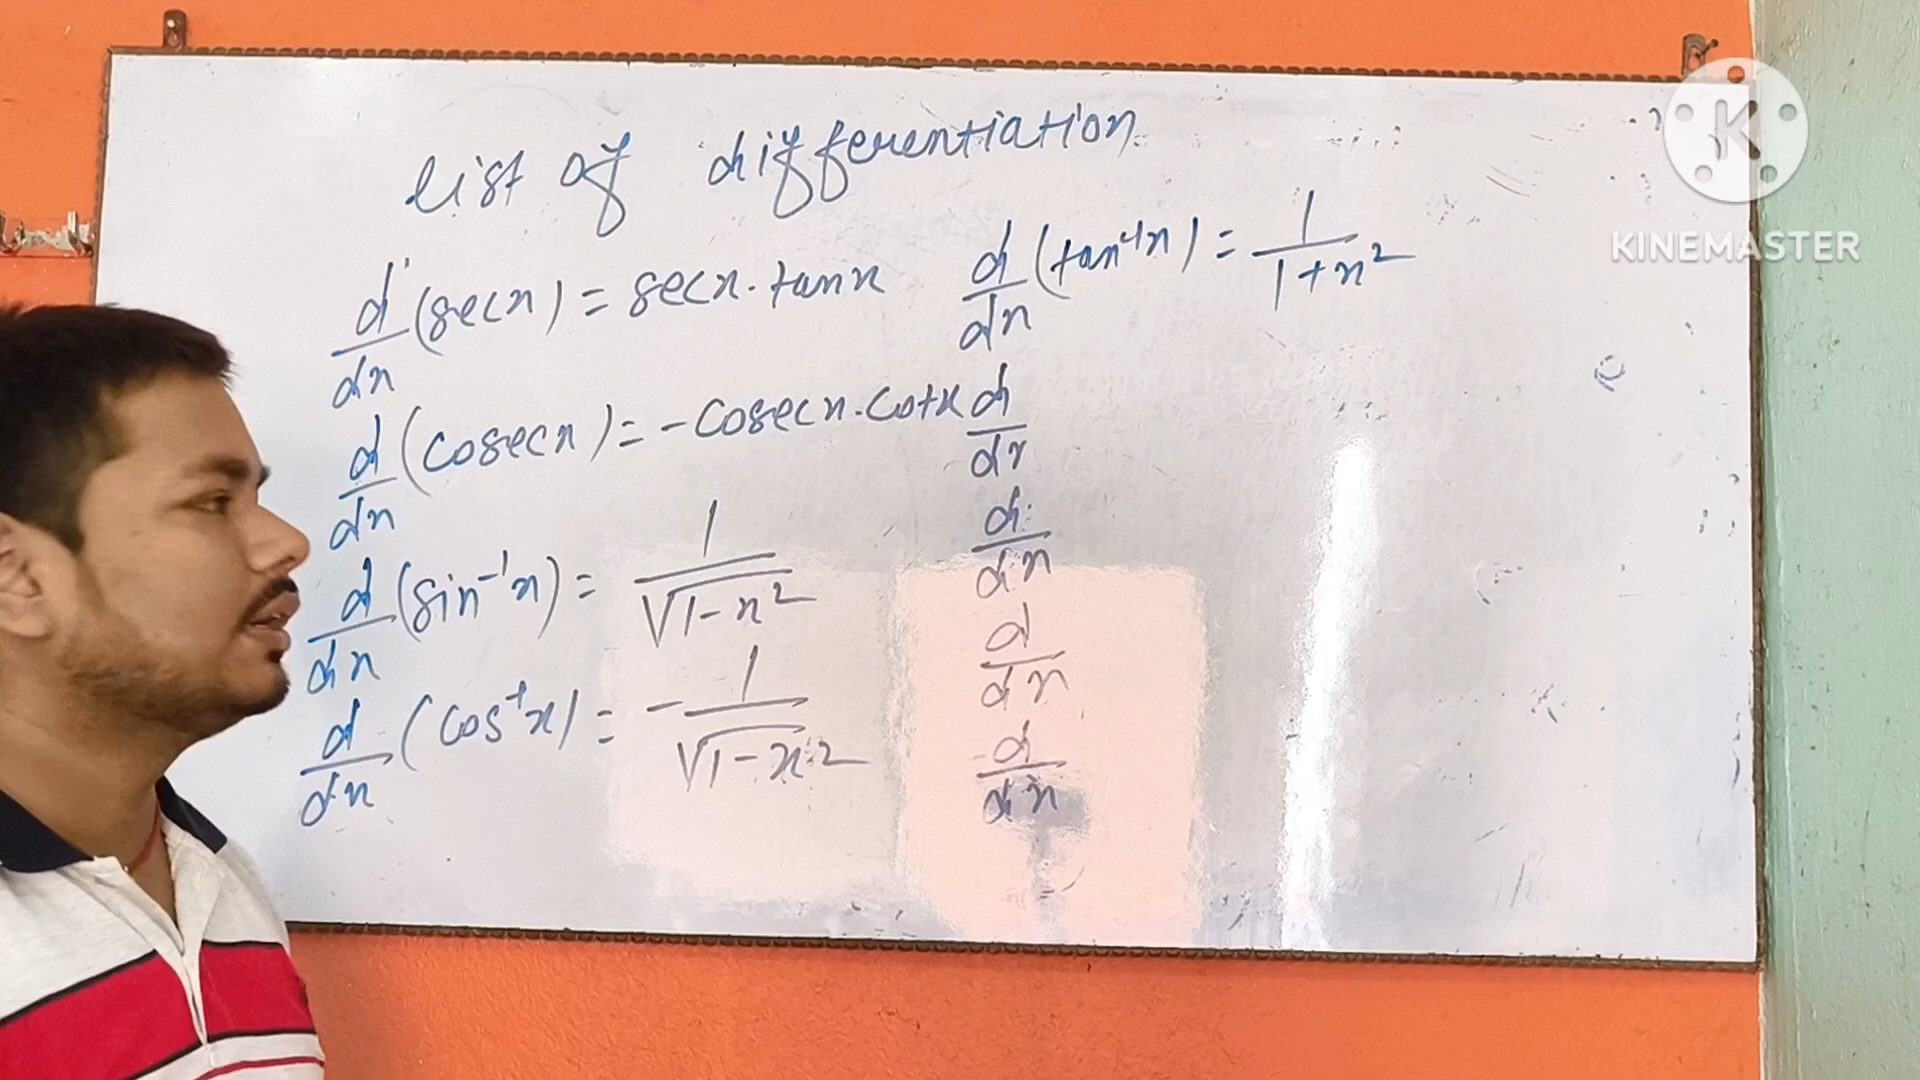 List of differentiation
d/dx (secx) = secx.tanx
d/dx (cosecx) = -cosecx.cotx
d/dx (sin⁻¹x) = 1/√1-x²
d/dx (cos⁻¹x) = -1/√1-x²
d/dx (tan⁻¹x) = 1/1+x²
d/dx
d/dx
d/dx
d/dx
K
KINEMASTER